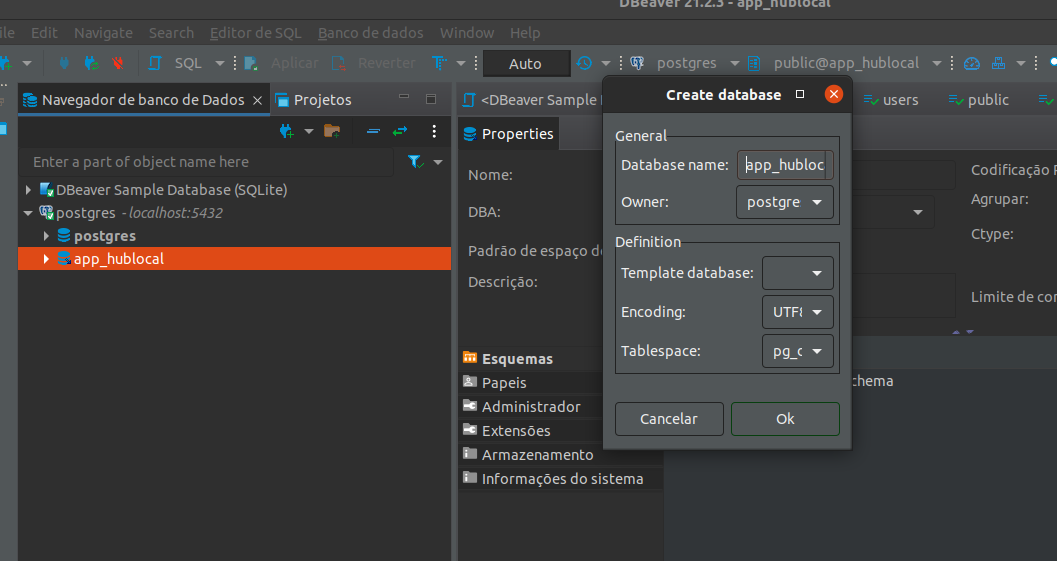 DBeaver 21.2.3 - app_hublocal
ile Edit Navigate Search Editor de SQL Banco de dados Window Help
SQL Aplicar Reverter Auto postgres public@app_hublocal
Navegador de banco de Dados Projetos
<DBeaver Sample users public
Enter a part of object name here
DBeaver Sample Database (SQLite)
postgres - localhost:5432
postgres
app_hublocal
Properties
Nome:
DBA:
Padrão de espaço de
Descrição:
Codificação
Agrupar:
Ctype:
Limite de con
Esquemas
Papeis
Administrador
Extensões
Armazenamento
Informações do sistema
chema
Create database
General
Database name: app_hubloc
Owner: postgres
Definition
Template database:
Encoding: UTF8
Tablespace: pg_c
Cancelar Ok